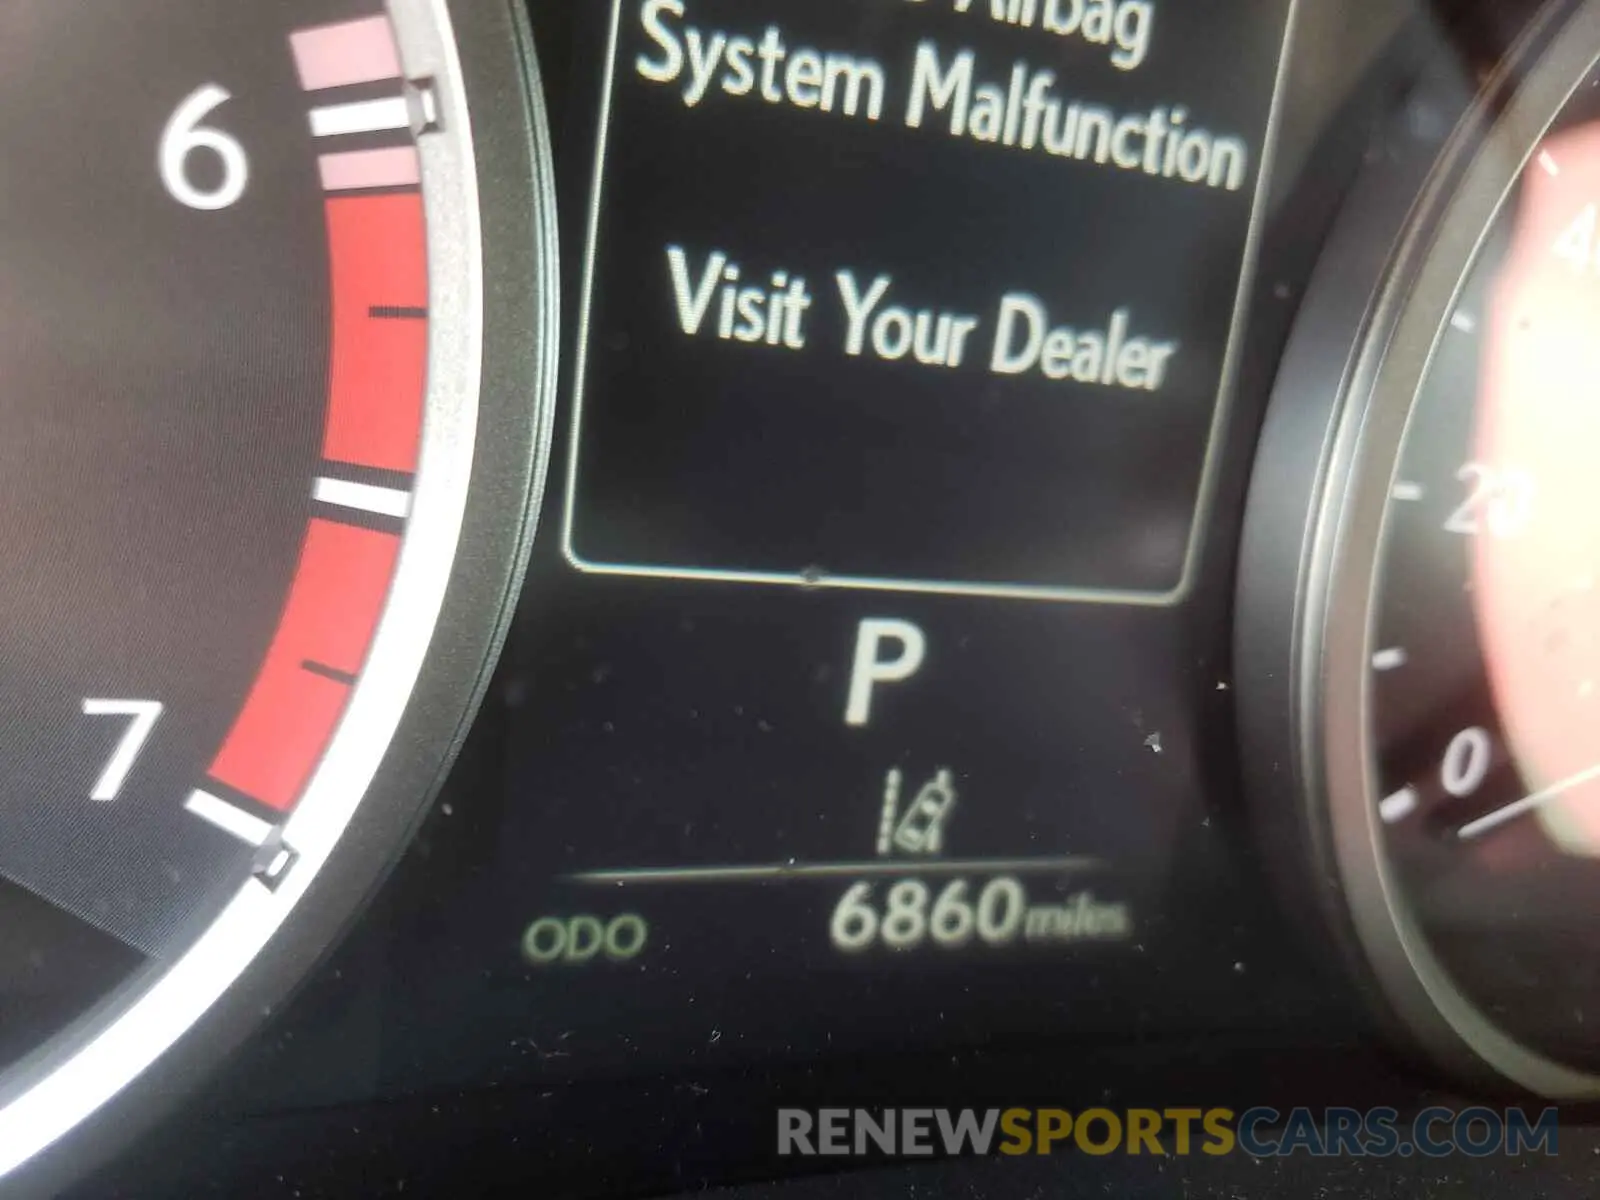 Airbag
System Malfunction
Visit Your Dealer
6
7
P
20
0
ODO 6860 miles
RENEWSPORTSCARS.COM